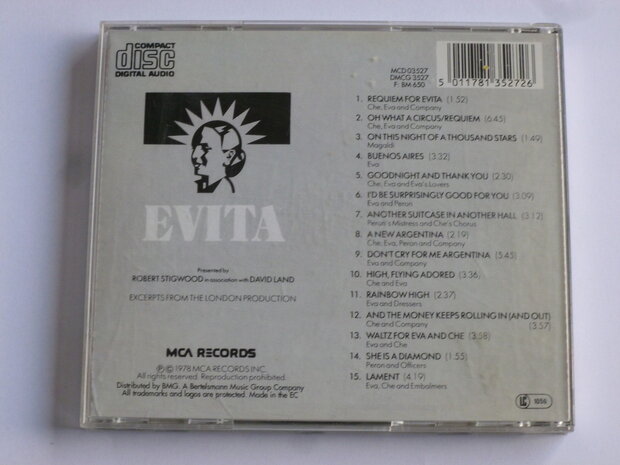 COMPACT
disc
DIGITAL AUDIO
MCD 03527
DMCG 3527
F: BM 650
5 011781 352726
EVITA
Presented by
ROBERT STIGWOOD in association with DAVID LAND
EXCERPTS FROM THE LONDON PRODUCTION
MCA RECORDS
Ⓟ © 1978 MCA RECORDS INC.
All rights reserved. Reproduction prohibited.
Distributed by BMG. A Bertelsmann Music Group Company
All trademarks and logos are protected. Made in the EC
1. REQUIEM FOR EVITA (1.52)
Che, Eva and Company
2. OH WHAT A CIRCUS/REQUIEM (6.45)
Che, Eva and Company
3. ON THIS NIGHT OF A THOUSAND STARS (1.49)
Magaldi
4. BUENOS AIRES (3.32)
Eva
5. GOODNIGHT AND THANK YOU (2.30)
Che, Eva and Eva's Lovers
6. I'D BE SURPRISINGLY GOOD FOR YOU (3.09)
Eva and Peron
7. ANOTHER SUITCASE IN ANOTHER HALL (3.12)
Peron's Mistress and Che's Chorus
8. A NEW ARGENTINA (2.19)
Che, Eva, Peron and Company
9. DON'T CRY FOR ME ARGENTINA (5.45)
Eva and Company
10. HIGH, FLYING ADORED (3.36)
Che and Eva
11. RAINBOW HIGH (2.37)
Eva and Dressers
12. AND THE MONEY KEEPS ROLLING IN (AND OUT)
Che and Company (3.57)
13. WALTZ FOR EVA AND CHE (3.38)
Eva and Che
14. SHE IS A DIAMOND (1.55)
Peron and Officers
15. LAMENT (4.19)
Eva, Che and Embalmers
LC 1056